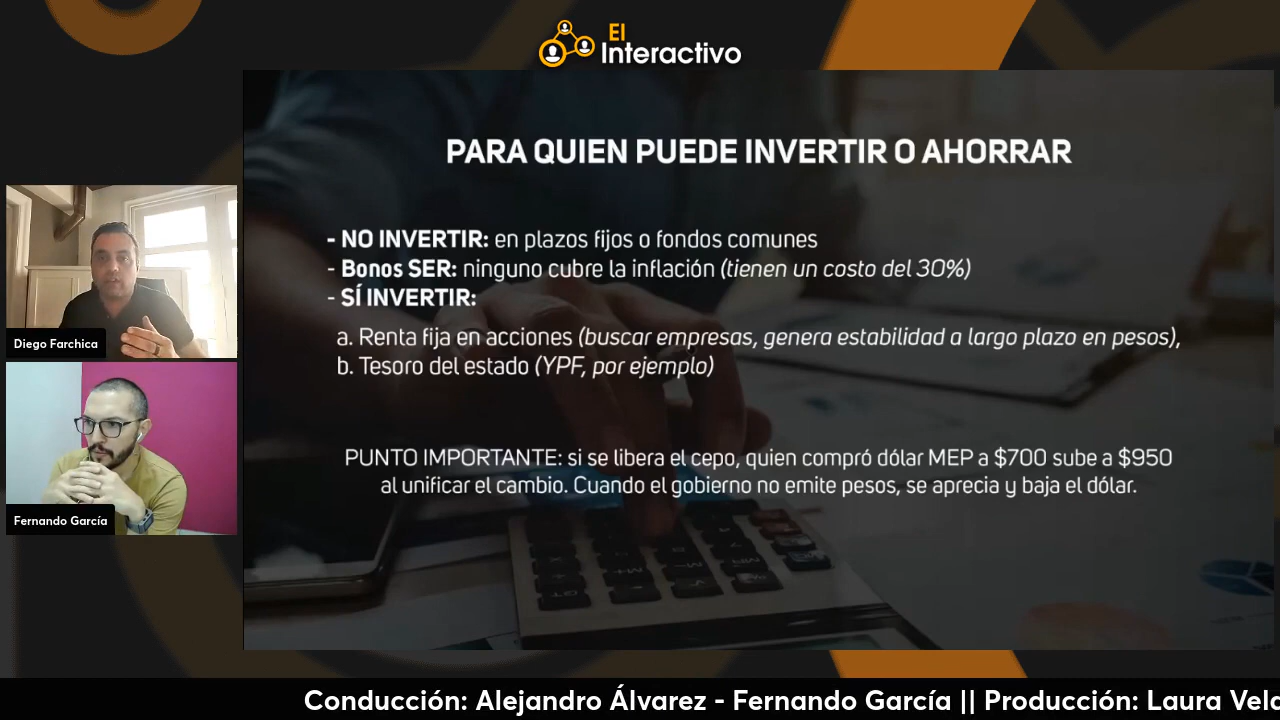 El
Interactivo
PARA QUIEN PUEDE INVERTIR O AHORRAR
- NO INVERTIR: en plazos fijos o fondos comunes
- Bonos SER: ninguno cubre la inflación (tienen un costo del 30%)
- SÍ INVERTIR:
a. Renta fija en acciones (buscar empresas, genera estabilidad a largo plazo en pesos),
b. Tesoro del estado (YPF, por ejemplo)
PUNTO IMPORTANTE: si se libera el cepo, quien compró dólar MEP a $700 sube a $950
al unificar el cambio. Cuando el gobierno no emite pesos, se aprecia y baja el dólar.
Diego Farchica
Fernando García
Conducción: Alejandro Álvarez - Fernando García || Producción: Laura